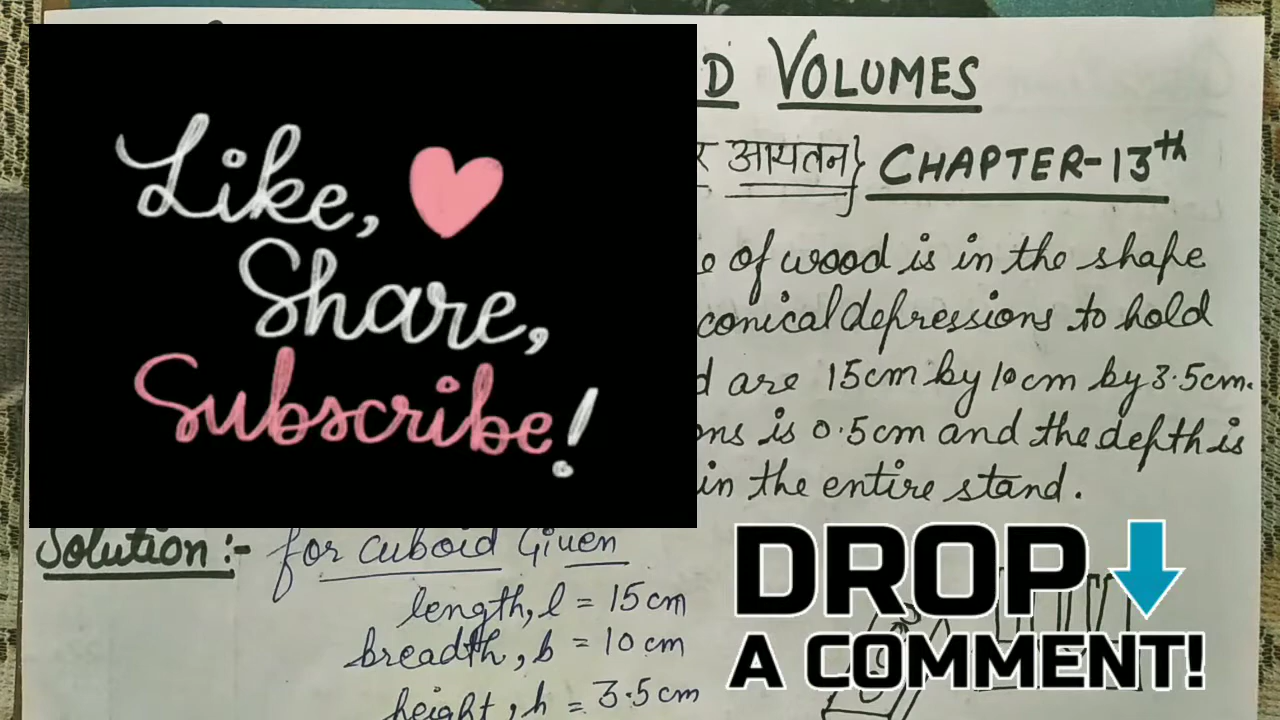 D VOLUMES
र आयतन} CHAPTER-13th
of wood is in the shape
conical depressions to hold
are 15cm by 10cm by 3.5cm.
is 0.5cm and the depth is
in the entire stand.
Like,
Share,
Subscribe!
Solution:- for cuboid Given
length, l = 15 cm
breadth, b = 10 cm
height, h = 3.5 cm
DROP
A COMMENT!